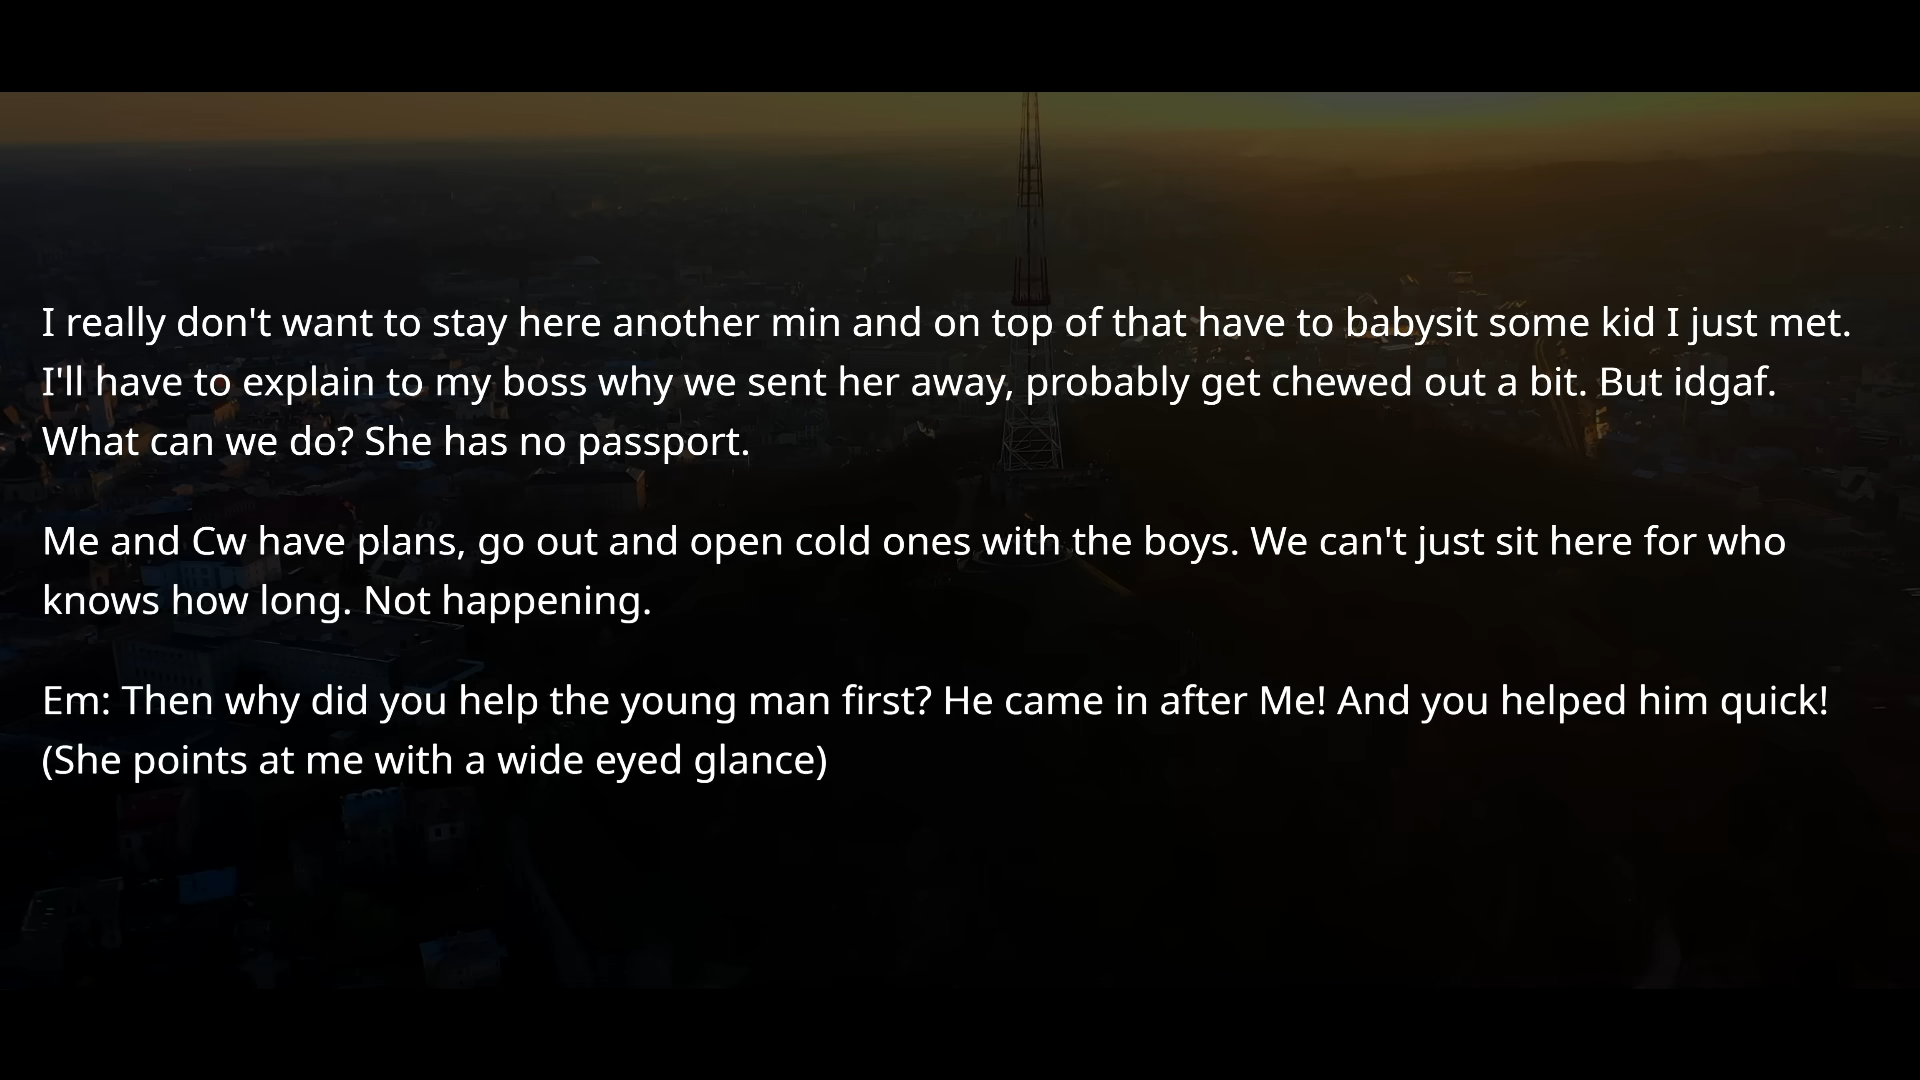 I really don't want to stay here another min and on top of that have to babysit some kid I just met.
I'll have to explain to my boss why we sent her away, probably get chewed out a bit. But idgaf.
What can we do? She has no passport.
Me and Cw have plans, go out and open cold ones with the boys. We can't just sit here for who
knows how long. Not happening.
Em: Then why did you help the young man first? He came in after Me! And you helped him quick!
(She points at me with a wide eyed glance)